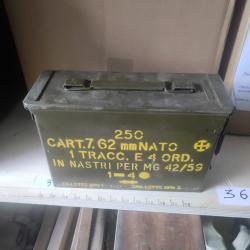 250
CART. 7,62 mm NATO
1 TRACC. E 4 ORD.
IN NASTRI PER MG 42/59
1-4
36